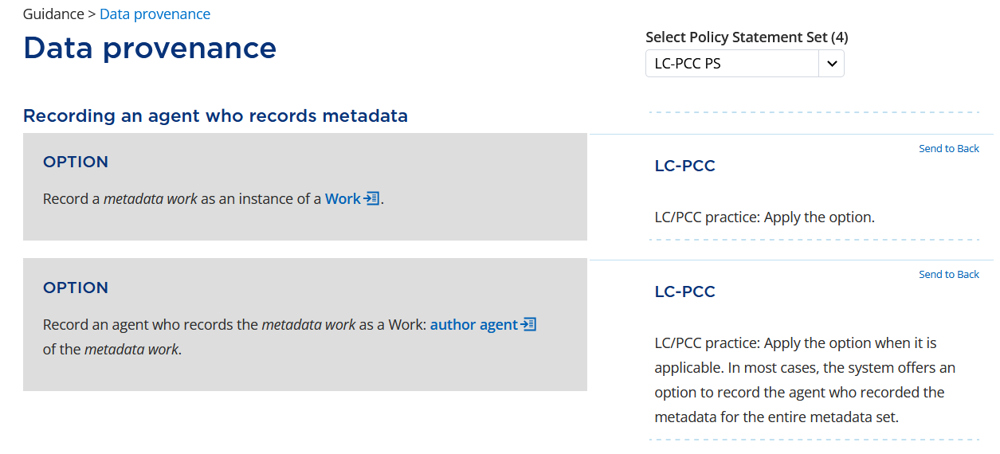 Guidance > Data provenance
Data provenance
Select Policy Statement Set (4)
LC-PCC PS
Recording an agent who records metadata
OPTION
Record a metadata work as an instance of a Work.
Send to Back
LC-PCC
LC/PCC practice: Apply the option.
OPTION
Record an agent who records the metadata work as a Work: author agent
of the metadata work.
Send to Back
LC-PCC
LC/PCC practice: Apply the option when it is
applicable. In most cases, the system offers an
option to record the agent who recorded the
metadata for the entire metadata set.